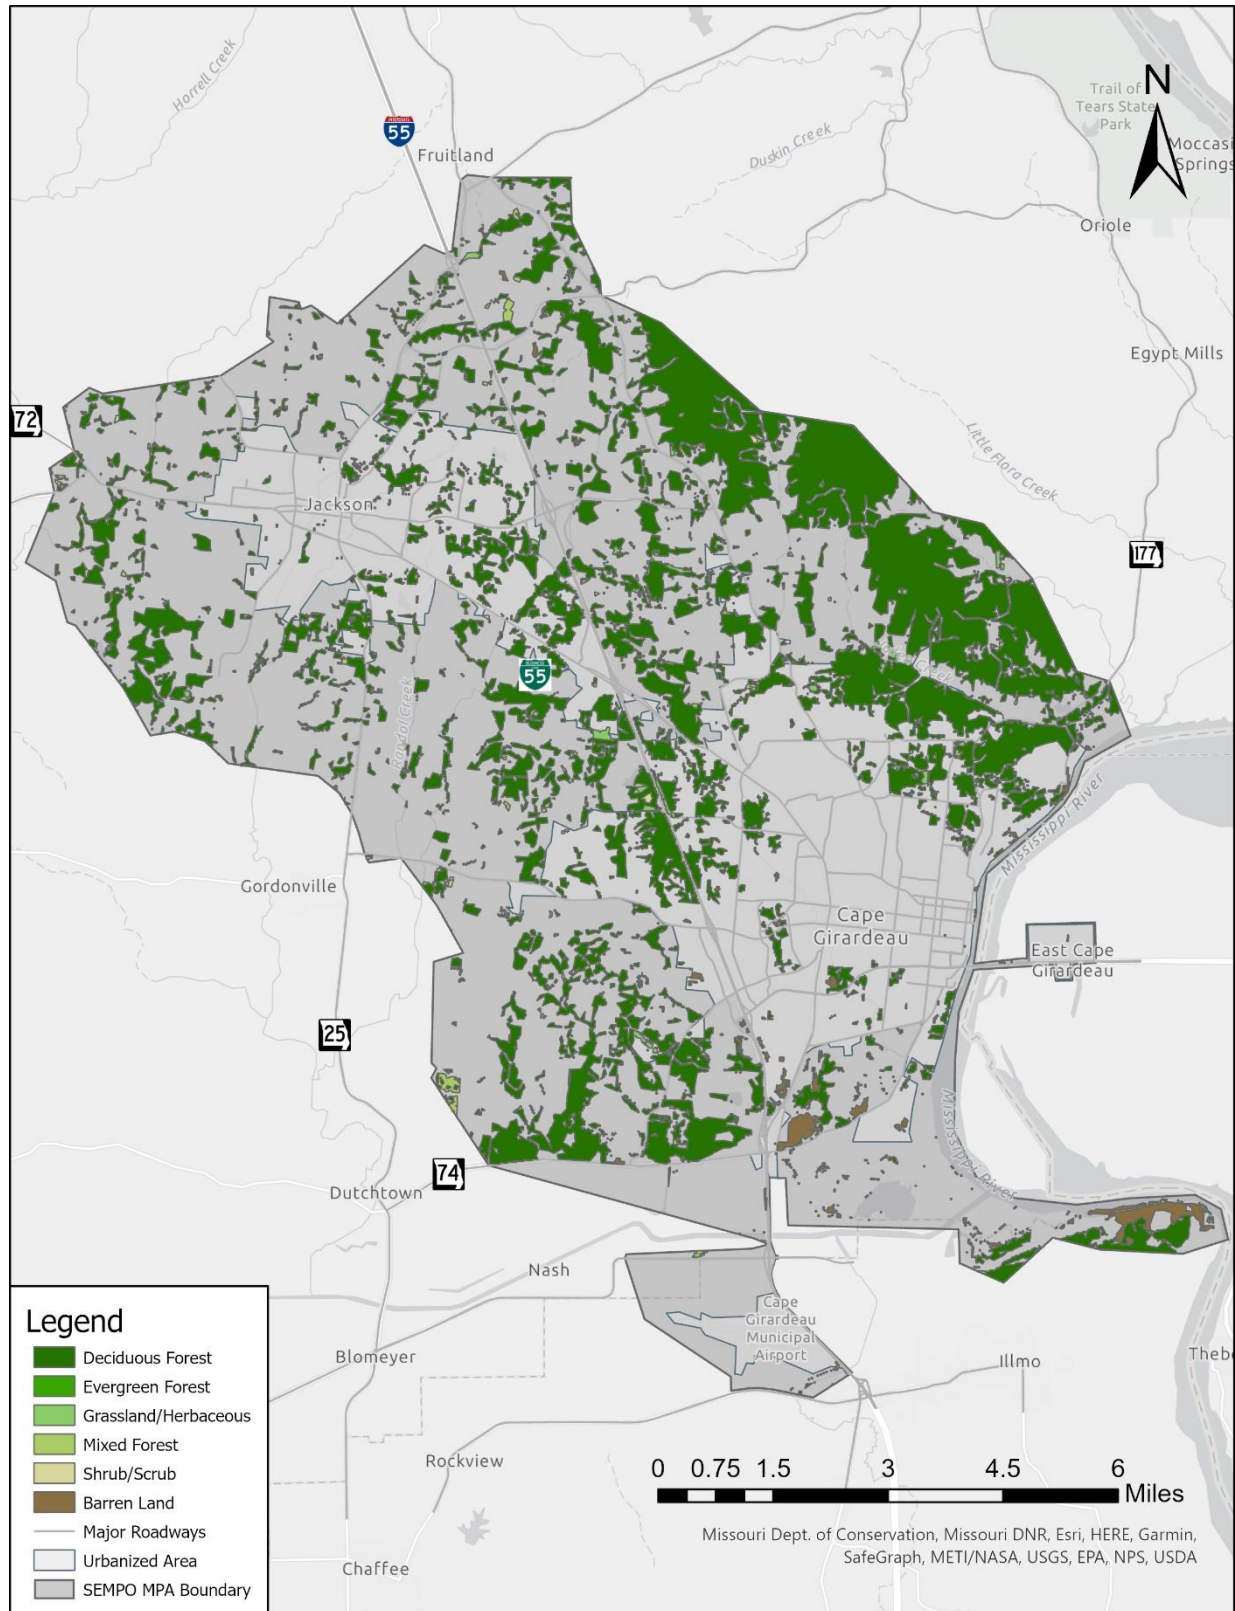 Horrell Creek
INTERSTATE
55
Fruitland
Duskin Creek
Trail of
Tears State
Park
N
Moccasi
Springs
Oriole
Egypt Mills
72
Little Flora Creek
Jackson
177
Creek
BUSINESS
55
Randol Creek
Mississippi River
Gordonville
Cape
Girardeau
East Cape
Girardeau
25
Mississippi River
74
Dutchtown
Nash
Cape
Girardeau
Municipal
Airport
Blomeyer
Illmo
Thebe
Rockview
Chaffee
Legend
Deciduous Forest
Evergreen Forest
Grassland/Herbaceous
Mixed Forest
Shrub/Scrub
Barren Land
Major Roadways
Urbanized Area
SEMPO MPA Boundary
0 0.75 1.5 3 4.5 6
Miles
Missouri Dept. of Conservation, Missouri DNR, Esri, HERE, Garmin,
SafeGraph, METI/NASA, USGS, EPA, NPS, USDA